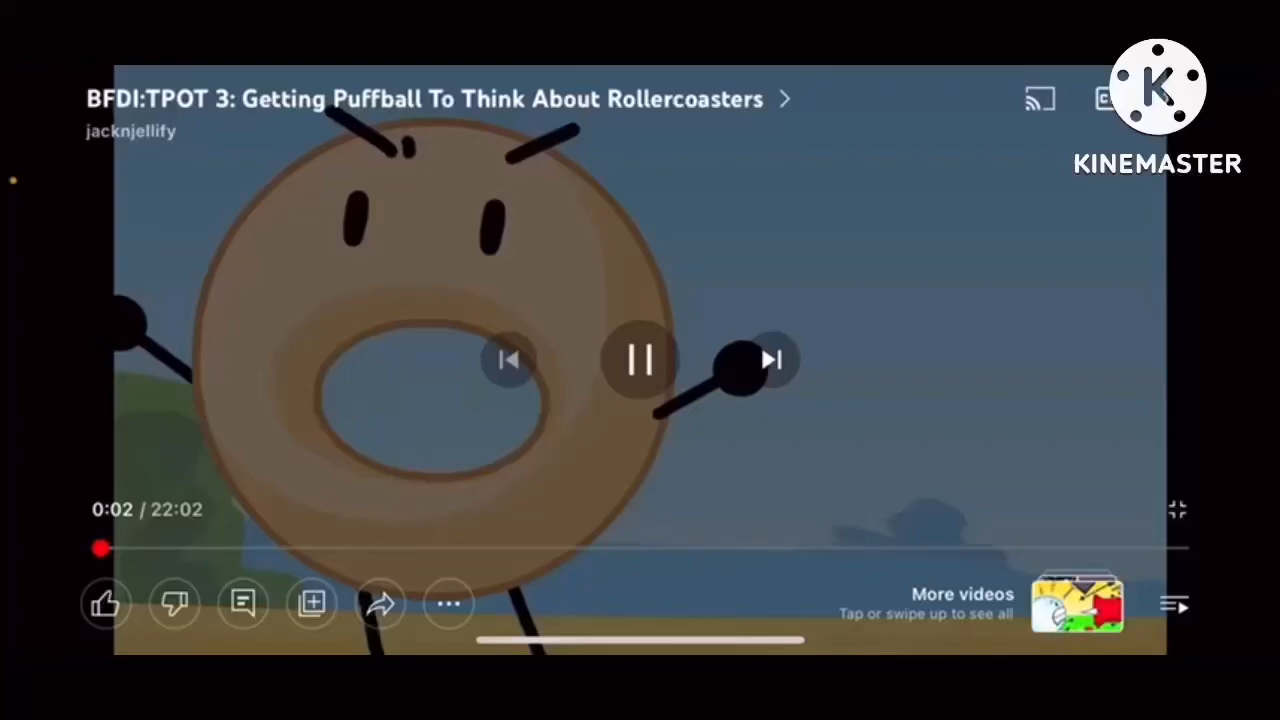 BFDI:TPOT 3: Getting Puffball To Think About Rollercoasters
jacknjellify
K
KINEMASTER
0:02 / 22:02
More videos
Tap or swipe up to see all